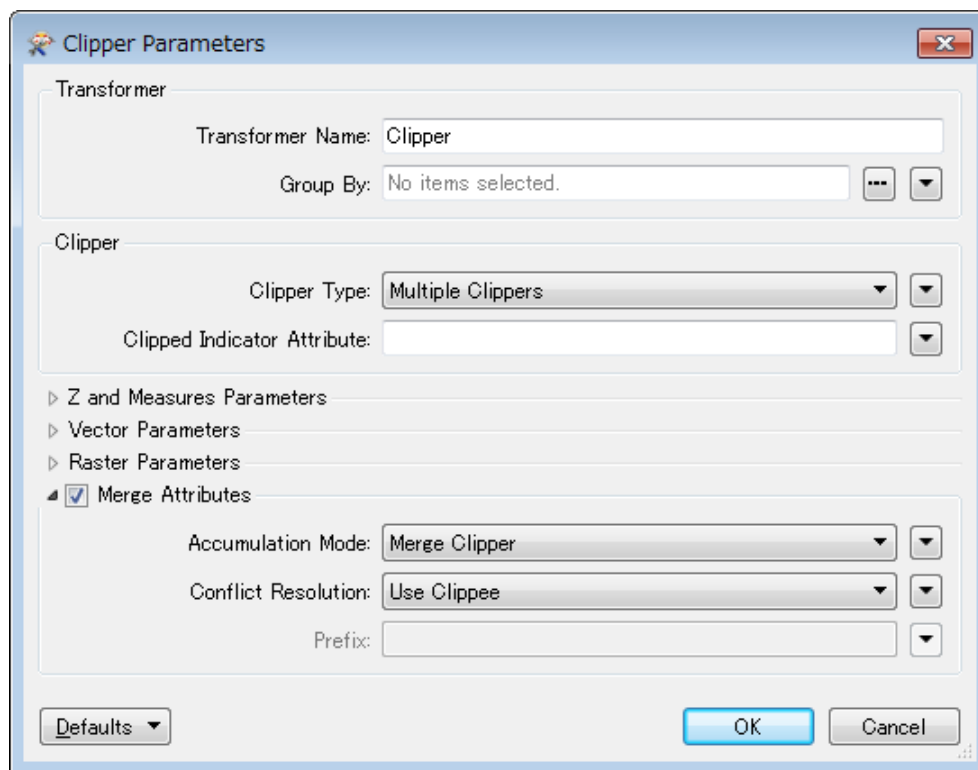 Clipper Parameters
Transformer
Transformer Name: Clipper
Group By: No items selected.
Clipper
Clipper Type: Multiple Clippers
Clipped Indicator Attribute:
Z and Measures Parameters
Vector Parameters
Raster Parameters
Merge Attributes
Accumulation Mode: Merge Clipper
Conflict Resolution: Use Clippee
Prefix:
Defaults OK Cancel